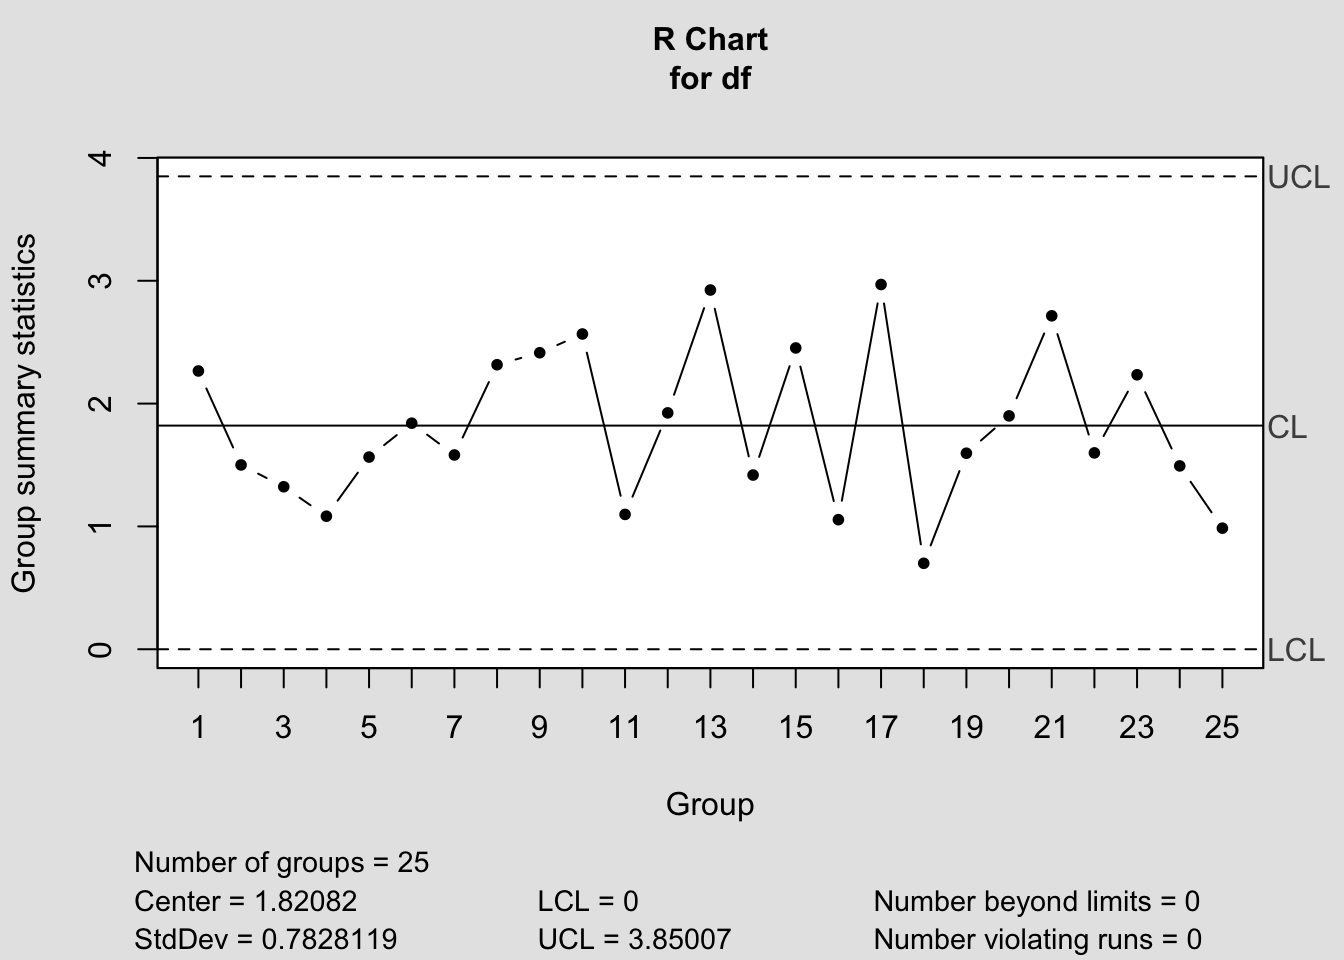 R Chart
for df
Group summary statistics
4
3
2
1
0
UCL
CL
LCL
1 3 5 7 9 11 13 15 17 19 21 23 25
Group
Number of groups = 25
Center = 1.82082 LCL = 0 Number beyond limits = 0
StdDev = 0.7828119 UCL = 3.85007 Number violating runs = 0